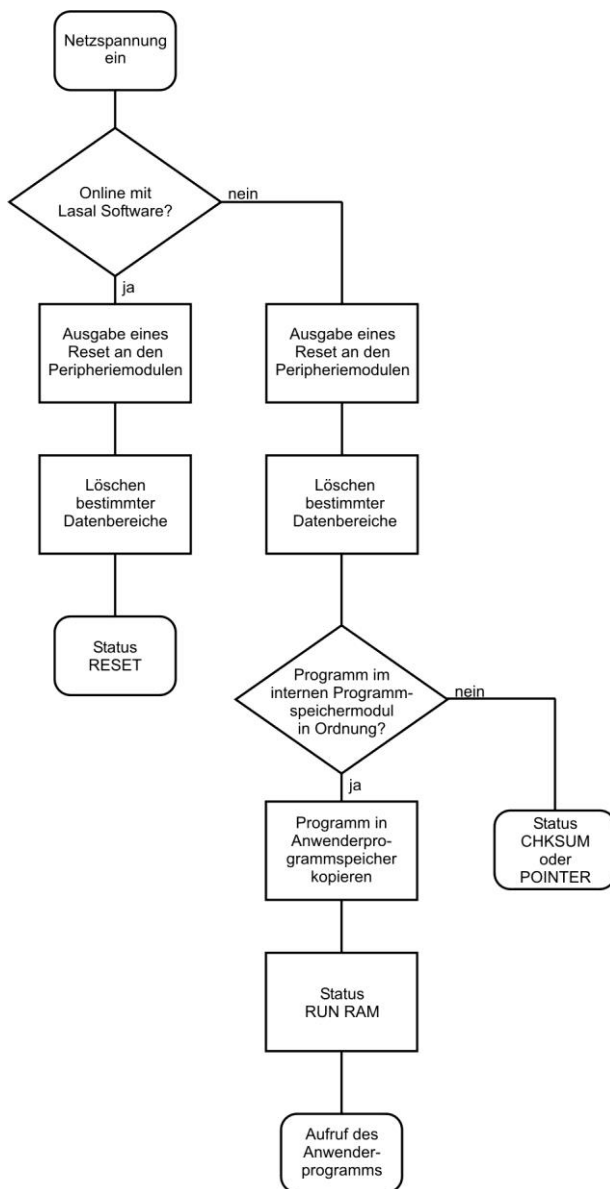 Netzspannung
ein
Online mit
Lasal Software?
nein
ja
Ausgabe eines
Reset an den
Peripheriemodulen
Ausgabe eines
Reset an den
Peripheriemodulen
Löschen
bestimmter
Datenbereiche
Löschen
bestimmter
Datenbereiche
Status
RESET
Programm im
internen Programm-
speichermodul
in Ordnung?
nein
ja
Programm in
Anwenderpro-
grammspeicher
kopieren
Status
CHKSUM
oder
POINTER
Status
RUN RAM
Aufruf des
Anwender-
programms